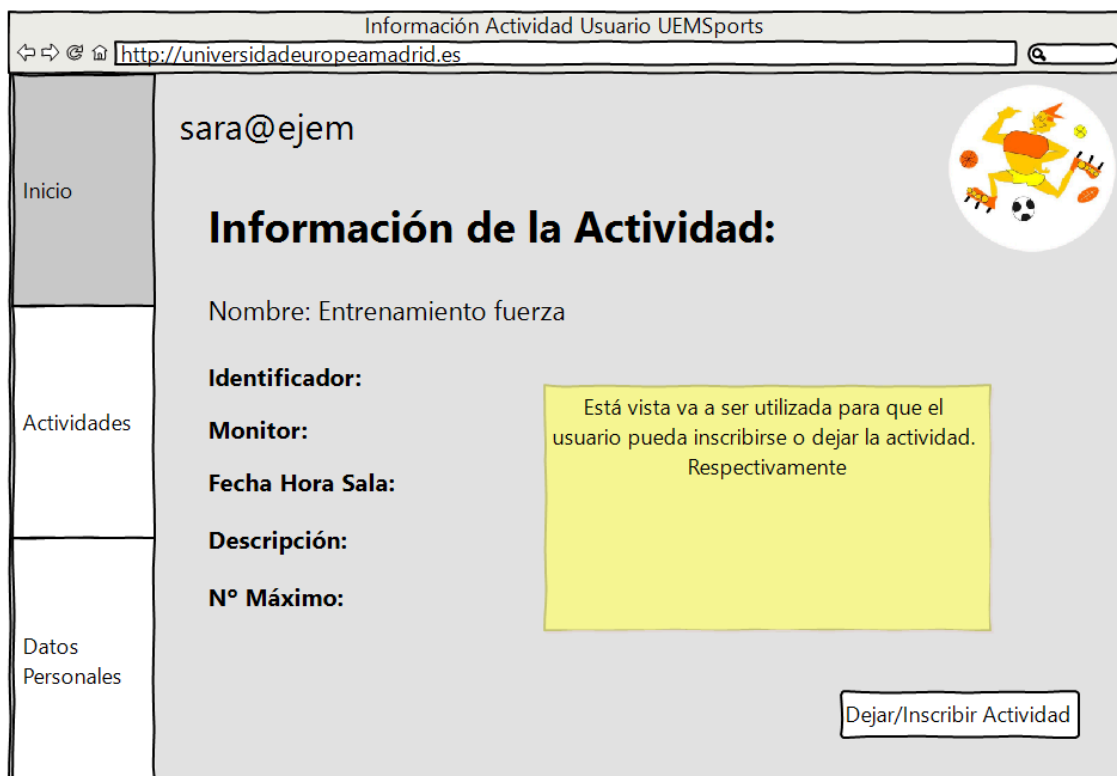 Información Actividad Usuario UEMSports
http://universidadeuropeamadrid.es
sara@ejem
Inicio
Información de la Actividad:
Nombre: Entrenamiento fuerza
Identificador:
Actividades
Monitor:
Fecha Hora Sala:
Descripción:
Nº Máximo:
Está vista va a ser utilizada para que el
usuario pueda inscribirse o dejar la actividad.
Respectivamente
Datos
Personales
Dejar/Inscribir Actividad